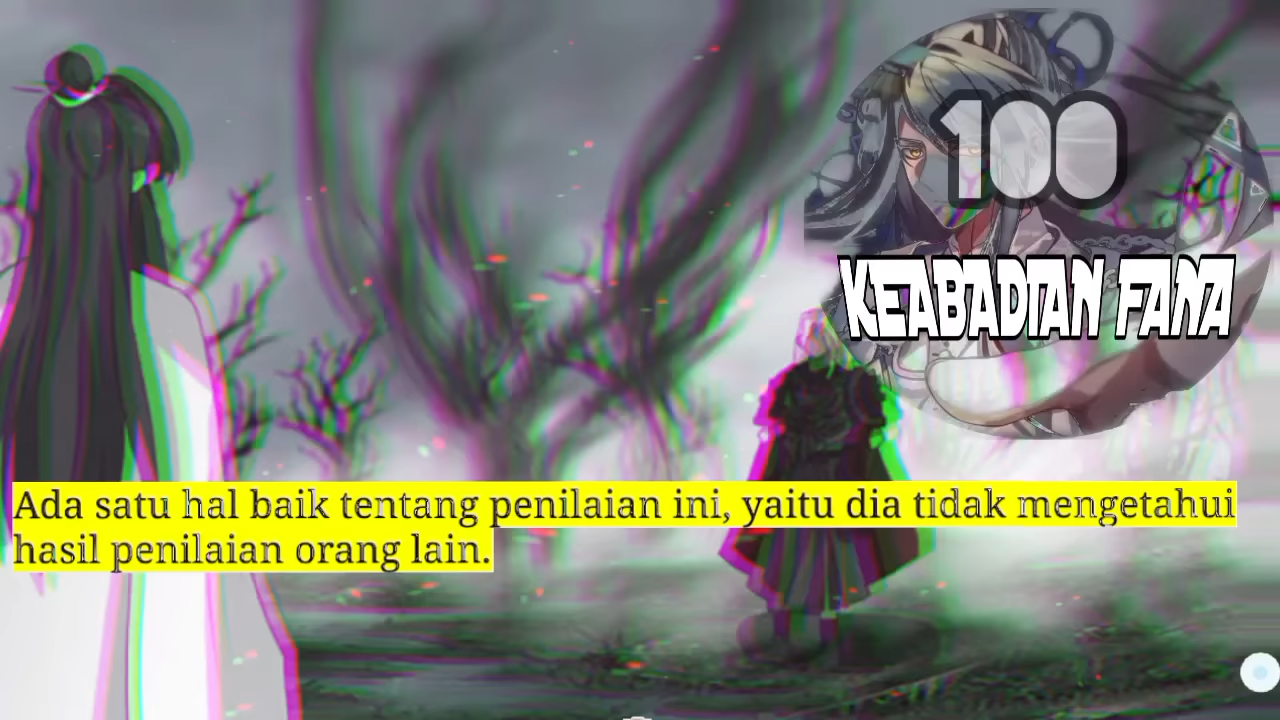 100
KEABADIAN FANA
Ada satu hal baik tentang penilaian ini, yaitu dia tidak mengetahui
hasil penilaian orang lain.